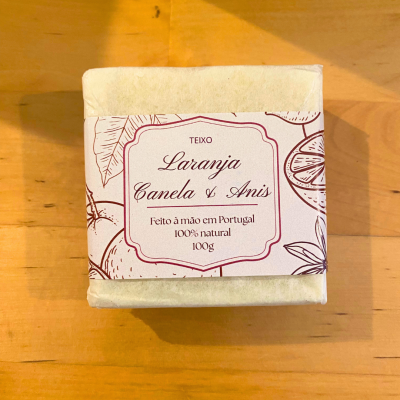 TEIXO
Laranja
Canela & Anis
Feito à mão em Portugal
100% natural
100g